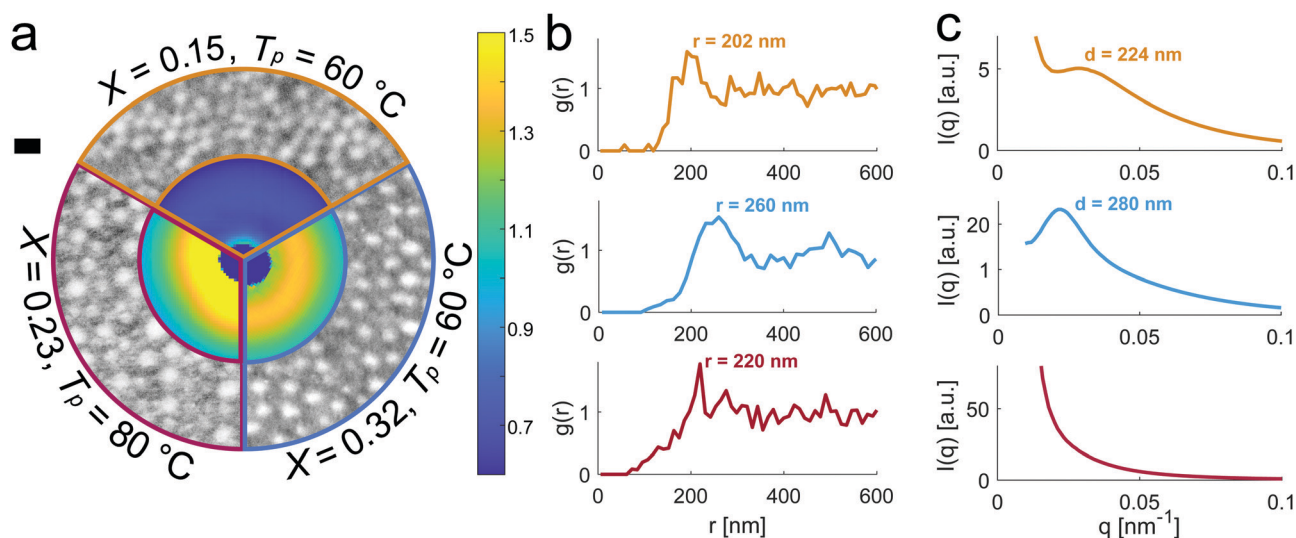 a
X = 0.15, Tp = 60 °C
X = 0.23, Tp = 80 °C
X = 0.32, Tp = 60 °C
1.5
1.3
1.1
0.9
0.7
b
r = 202 nm
g(r)
1
0
0 200 400 600
r = 260 nm
g(r)
1
0
0 200 400 600
r = 220 nm
g(r)
1
0
0 200 400 600
r [nm]
c
d = 224 nm
I(q) [a.u.]
5
0
0 0.05 0.1
d = 280 nm
I(q) [a.u.]
20
1
0
0 0.05 0.1
I(q) [a.u.]
50
0
0 0.05 0.1
q [nm⁻¹]